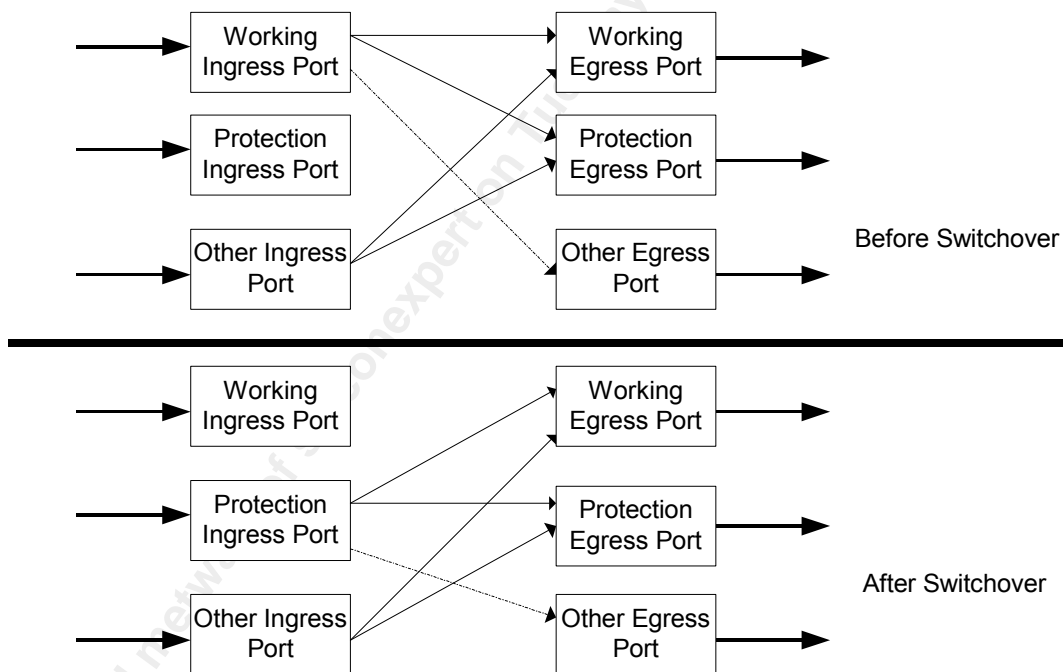 Working
Ingress Port
Working
Egress Port
Protection
Ingress Port
Protection
Egress Port
Other Ingress
Port
Other Egress
Port
Before Switchover
Working
Ingress Port
Working
Egress Port
Protection
Ingress Port
Protection
Egress Port
After Switchover
Other Ingress
Port
Other Egress
Port